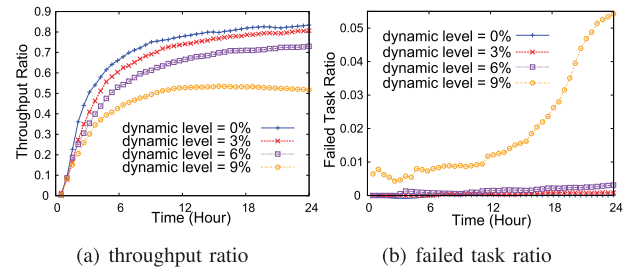 Throughput Ratio
0.9
0.8
0.7
0.6
0.5
0.4
0.3
0.2
0.1
0
0
6
12
18
24
Time (Hour)
dynamic level = 0%
dynamic level = 3%
dynamic level = 6%
dynamic level = 9%
(a) throughput ratio
Failed Task Ratio
0.05
0.04
0.03
0.02
0.01
0
0
6
12
18
24
Time (Hour)
dynamic level = 0%
dynamic level = 3%
dynamic level = 6%
dynamic level = 9%
(b) failed task ratio